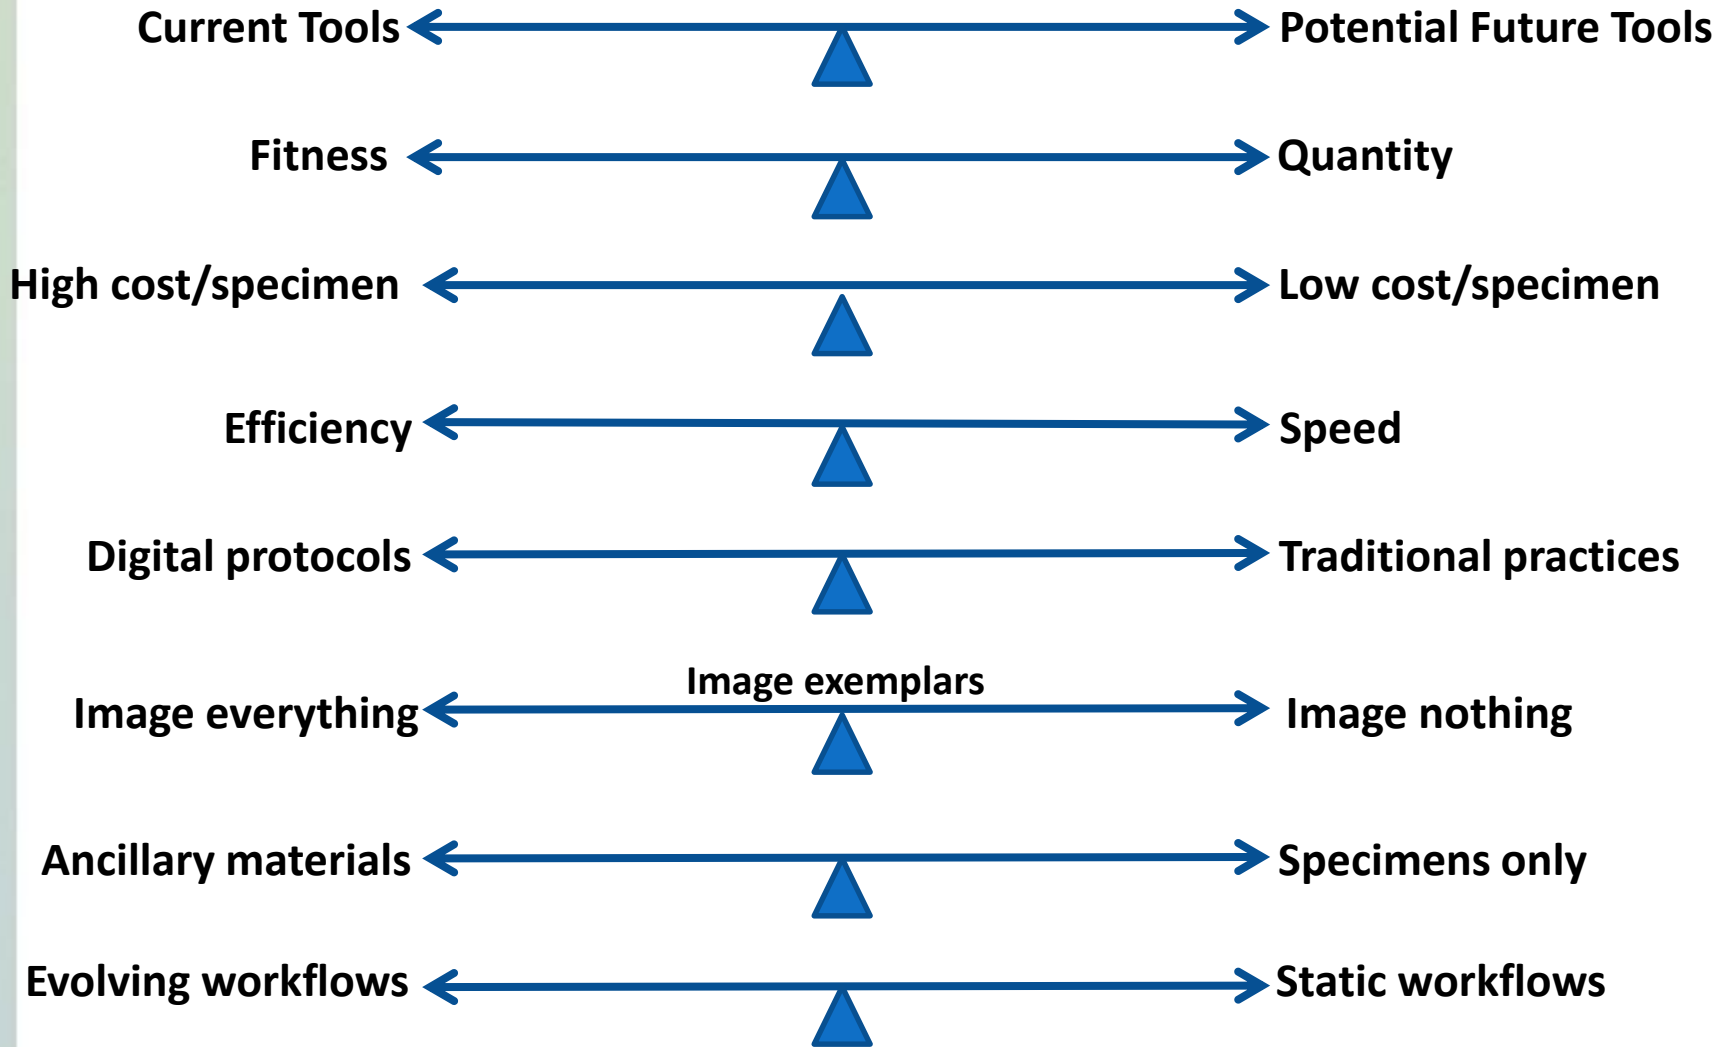 Current Tools Potential Future Tools
Fitness Quantity
High cost/specimen Low cost/specimen
Efficiency Speed
Digital protocols Traditional practices
Image exemplars
Image everything Image nothing
Ancillary materials Specimens only
Evolving workflows Static workflows